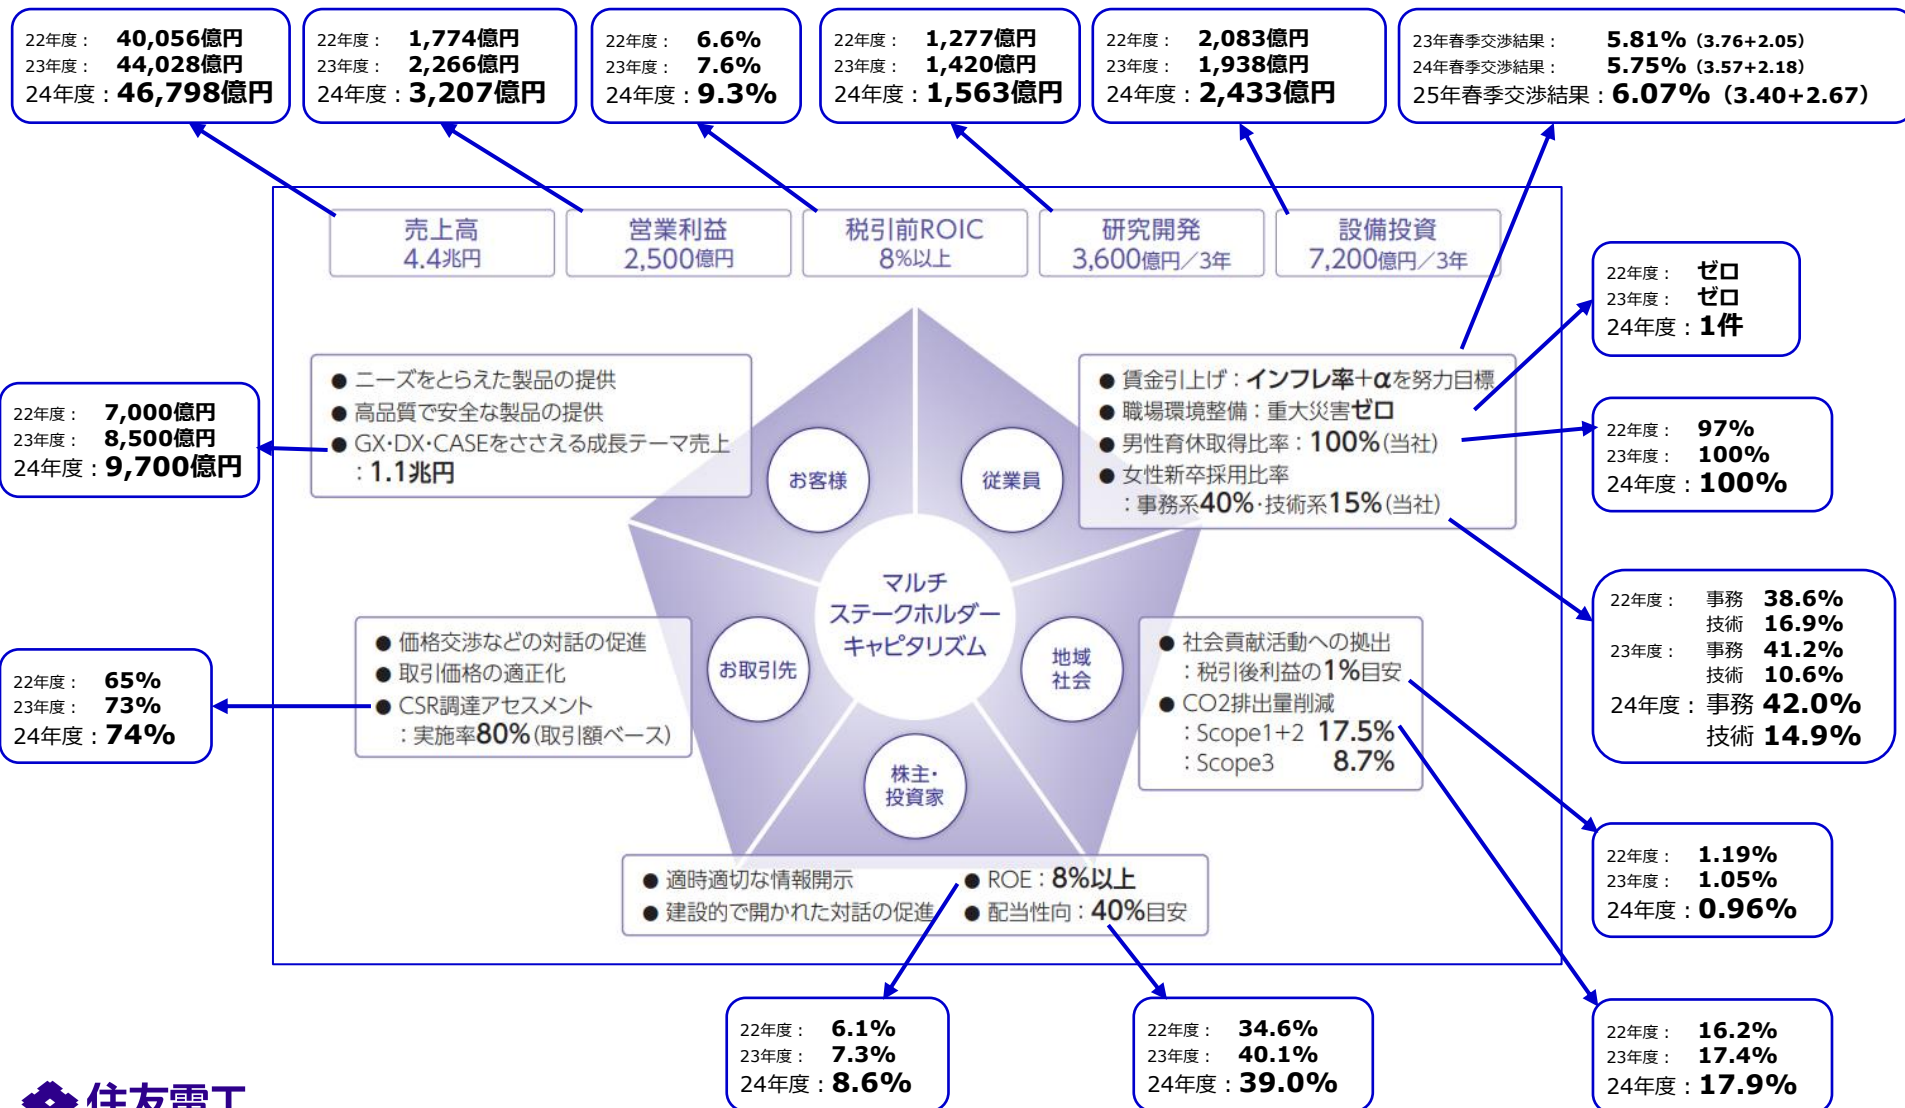 22年度： 40,056億円
23年度： 44,028億円
24年度：46,798億円
22年度： 1,774億円
23年度： 2,266億円
24年度：3,207億円
22年度： 6.6%
23年度： 7.6%
24年度：9.3%
22年度： 1,277億円
23年度： 1,420億円
24年度：1,563億円
22年度： 2,083億円
23年度： 1,938億円
24年度：2,433億円
23年春季交渉結果： 5.81%（3.76+2.05）
24年春季交渉結果： 5.75%（3.57+2.18）
25年春季交渉結果：6.07%（3.40+2.67）
売上高
4.4兆円
営業利益
2,500億円
税引前ROIC
8%以上
研究開発
3,600億円／3年
設備投資
7,200億円／3年
22年度： ゼロ
23年度： ゼロ
24年度：1件
● ニーズをとらえた製品の提供
● 高品質で安全な製品の提供
● GX・DX・CASEをささえる成長テーマ売上
：1.1兆円
22年度： 7,000億円
23年度： 8,500億円
24年度：9,700億円
お客様
従業員
● 賃金引上げ：インフレ率+αを努力目標
● 職場環境整備：重大災害ゼロ
● 男性育休取得比率：100%(当社)
● 女性新卒採用比率
：事務系40%・技術系15%(当社)
22年度： 97%
23年度： 100%
24年度：100%
22年度： 事務 38.6%
技術 16.9%
23年度： 事務 41.2%
技術 10.6%
24年度：事務 42.0%
技術 14.9%
マルチ
ステークホルダー
キャピタリズム
● 価格交渉などの対話の促進
● 取引価格の適正化
● CSR調達アセスメント
：実施率80%(取引額ベース)
22年度： 65%
23年度： 73%
24年度：74%
お取引先
地域
社会
● 社会貢献活動への拠出
：税引後利益の1%目安
● CO2排出量削減
：Scope1+2 17.5%
：Scope3 8.7%
株主・
投資家
● 適時適切な情報開示
● 建設的で開かれた対話の促進
● ROE：8%以上
● 配当性向：40%目安
22年度： 1.19%
23年度： 1.05%
24年度：0.96%
22年度： 6.1%
23年度： 7.3%
24年度：8.6%
22年度： 34.6%
23年度： 40.1%
24年度：39.0%
22年度： 16.2%
23年度： 17.4%
24年度：17.9%
住友電工